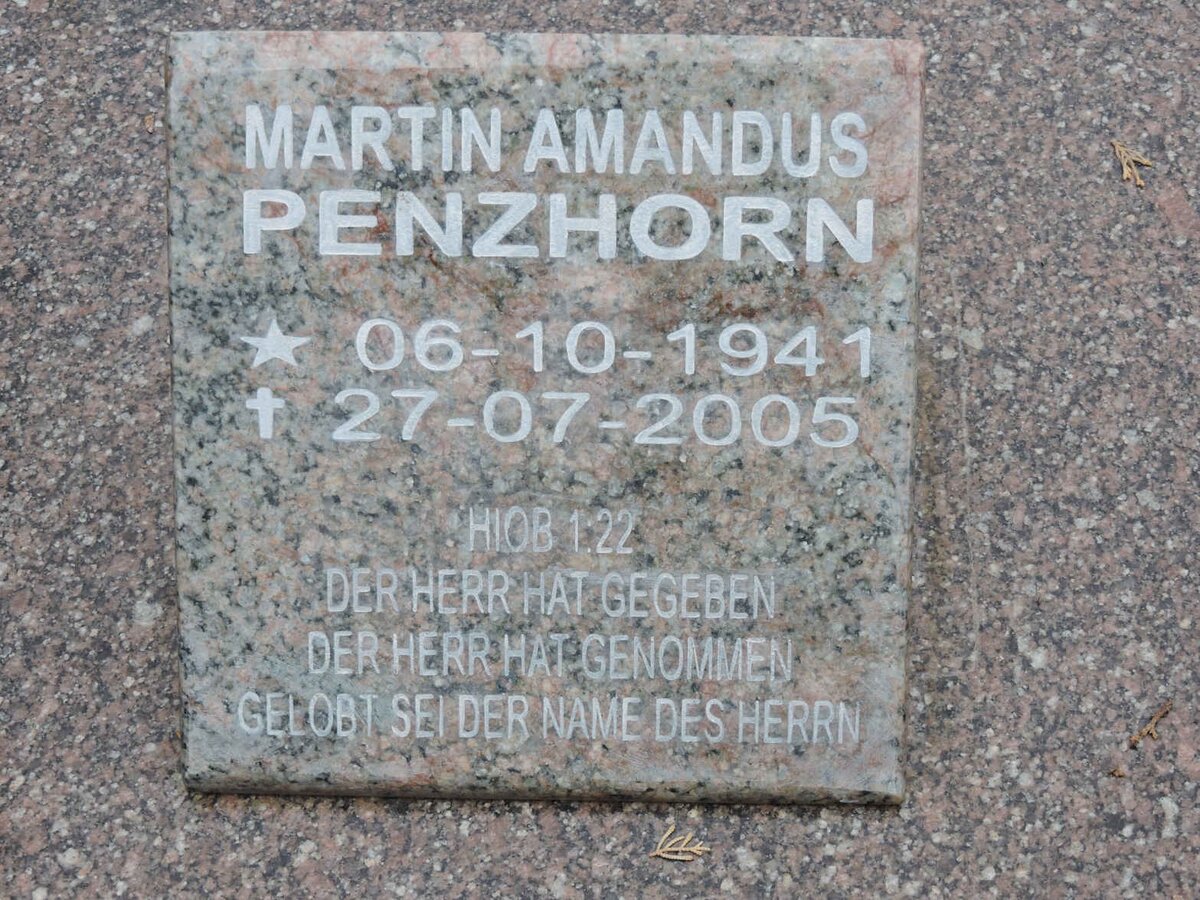 MARTIN AMANDUS
PENZHORN
★ 06-10-1941
✝ 27-07-2005
HIOB 1:22
DER HERR HAT GEGEBEN
DER HERR HAT GENOMMEN
GELOBT SEI DER NAME DES HERRN